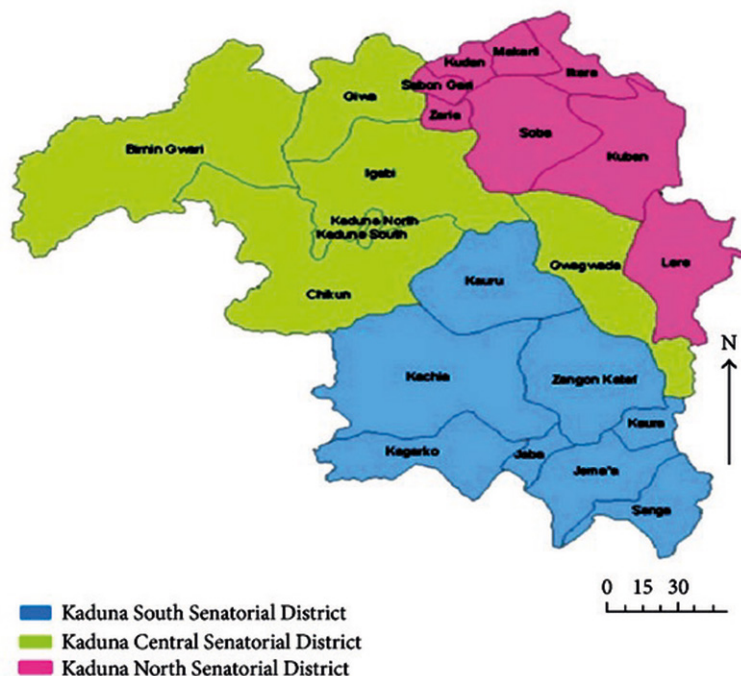 Makarfi
Kudan
Ikara
Sabon Gari
Giwa
Zaria
Soba
Birnin Gwari
Kuban
Igabi
Kaduna North
Kaduna South
Gwagwada
Lere
Kauru
Chikun
N
Kachia
Zangon Kataf
Kaura
Kagarko
Jaba
Jema'a
Sanga
0 15 30
Kaduna South Senatorial District
Kaduna Central Senatorial District
Kaduna North Senatorial District